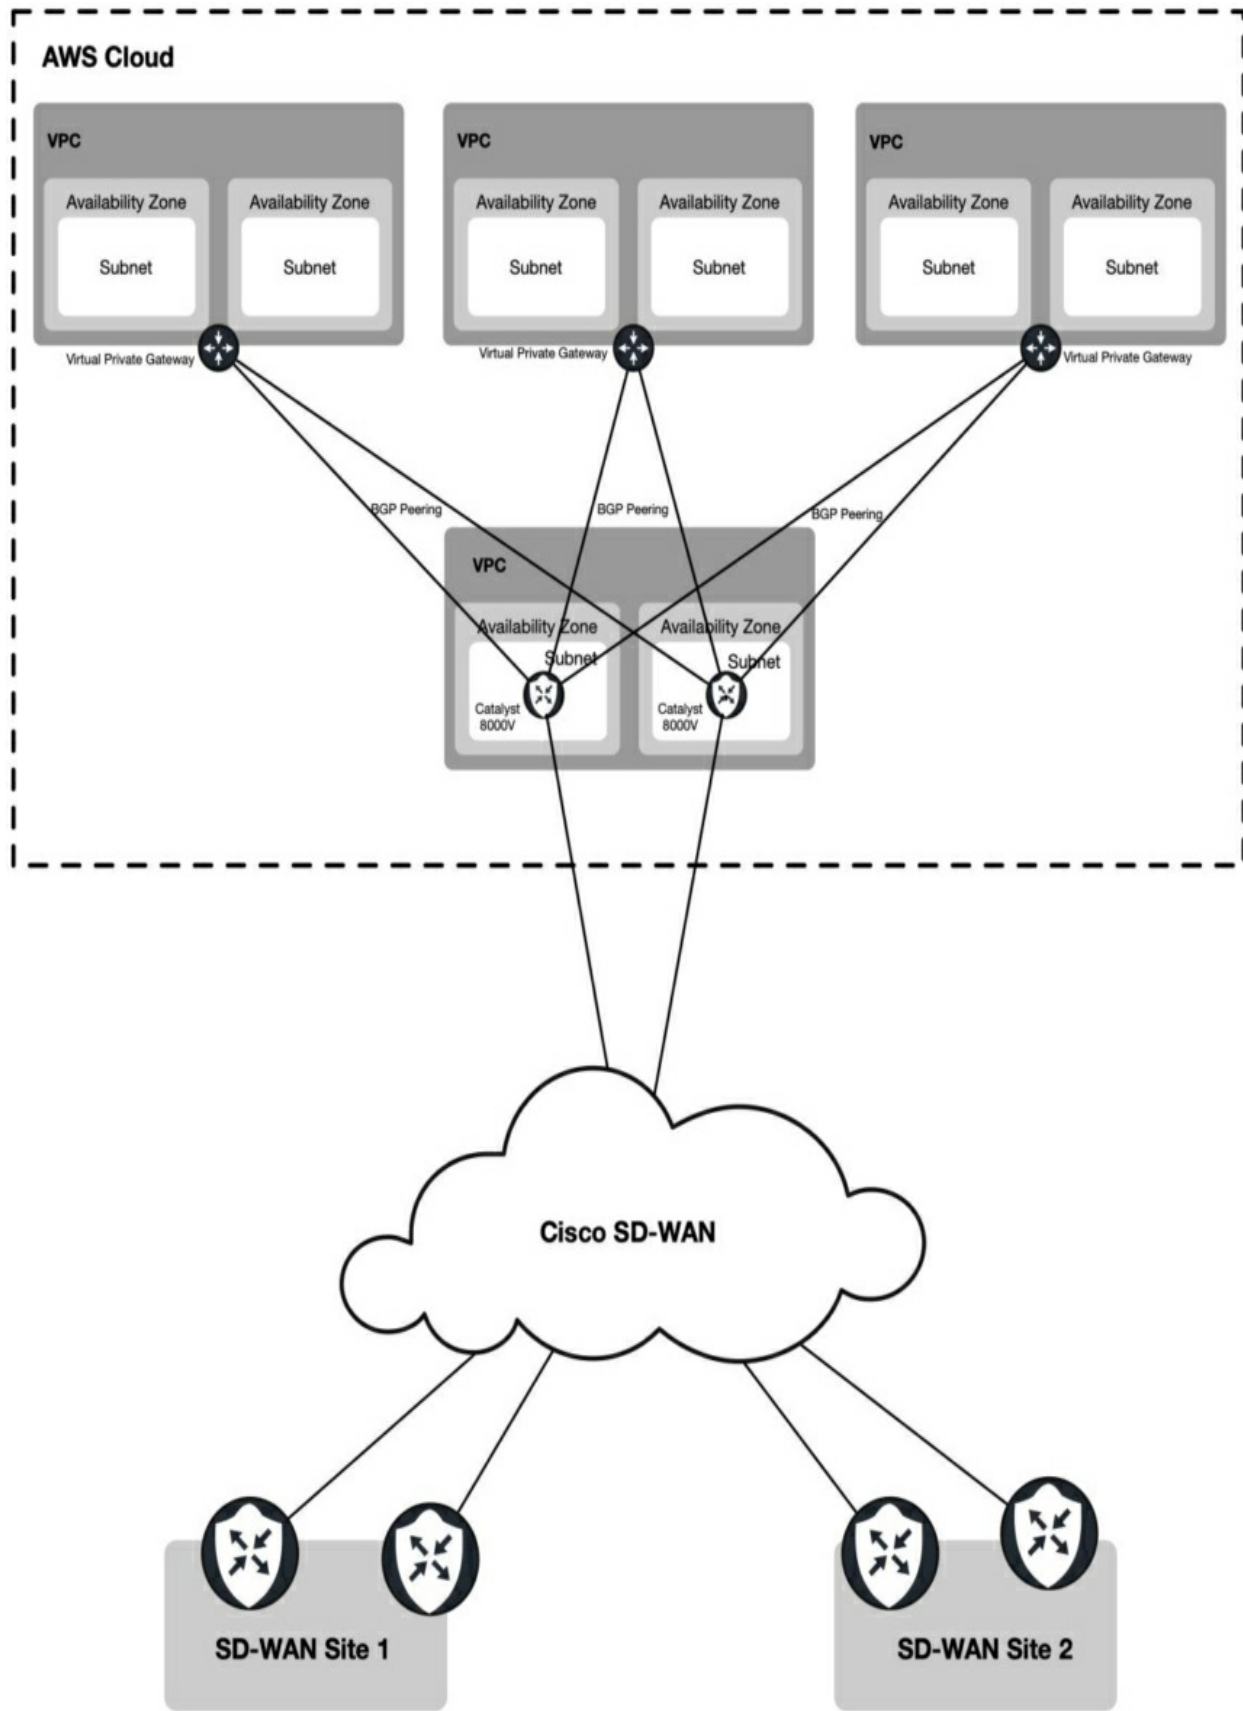 AWS Cloud
VPC
VPC
VPC
Availability Zone
Availability Zone
Availability Zone
Availability Zone
Availability Zone
Availability Zone
Subnet
Subnet
Subnet
Subnet
Subnet
Subnet
Virtual Private Gateway
Virtual Private Gateway
Virtual Private Gateway
BGP Peering
BGP Peering
BGP Peering
VPC
Availability Zone
Availability Zone
Subnet
Subnet
Catalyst
8000V
Catalyst
8000V
Cisco SD-WAN
SD-WAN Site 1
SD-WAN Site 2